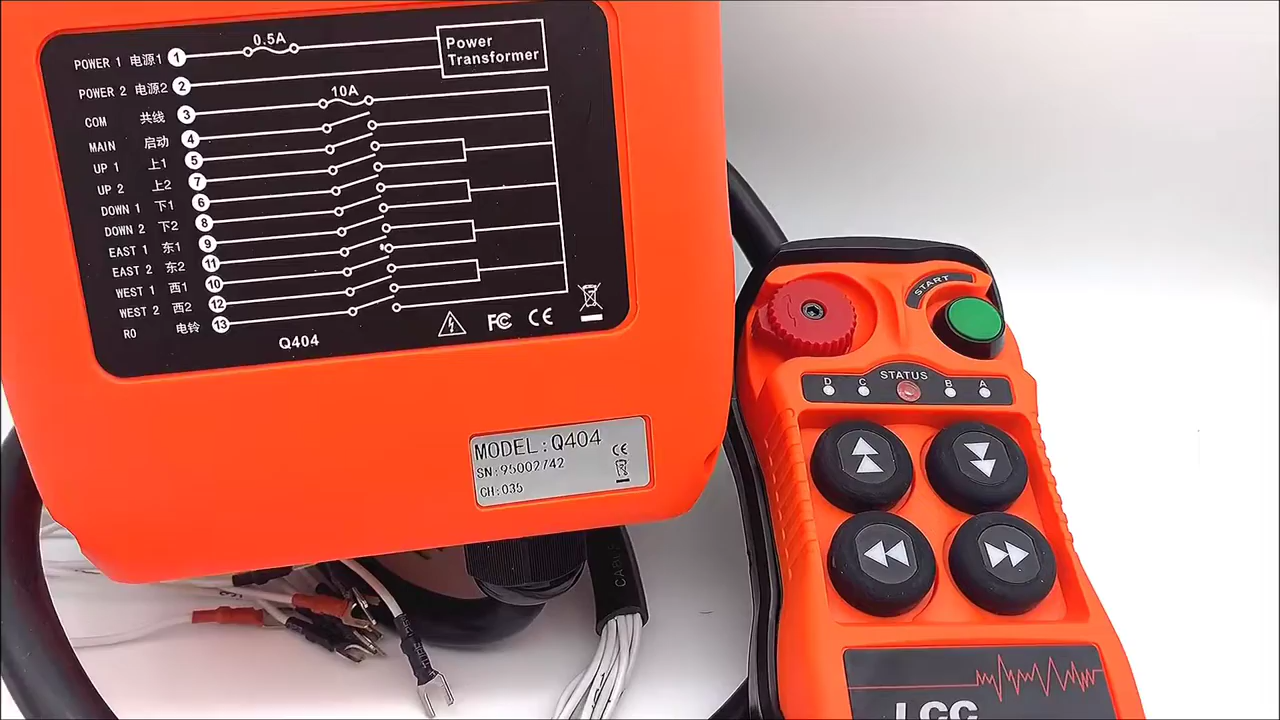 0.5A
POWER 1 电源1 1
Power
Transformer
POWER 2 电源2 2
10A
COM 共线 3
MAIN 启动 4
UP 1 上1 5
UP 2 上2 7
DOWN 1 下1 6
DOWN 2 下2 8
EAST 1 东1 9
EAST 2 东2 11
WEST 1 西1 10
WEST 2 西2 12
RO 电铃 13
Q404
FC CE
MODEL:Q404
SN:95002742
CE
CH:035
START
STATUS
D C B A
LCC